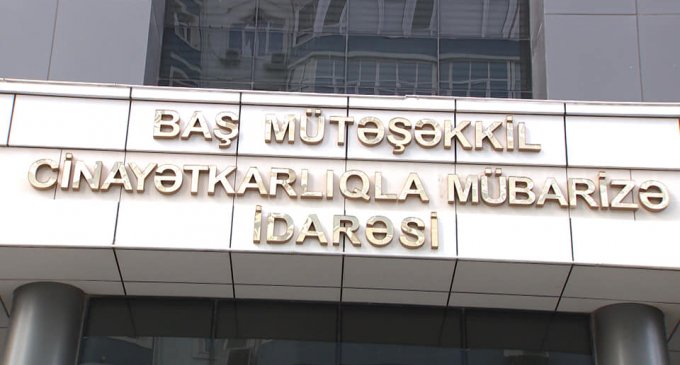 BAŞ MÜTƏŞƏKKİL
CİNAYƏTKARLIQLA MÜBARİZƏ
İDARƏSİ